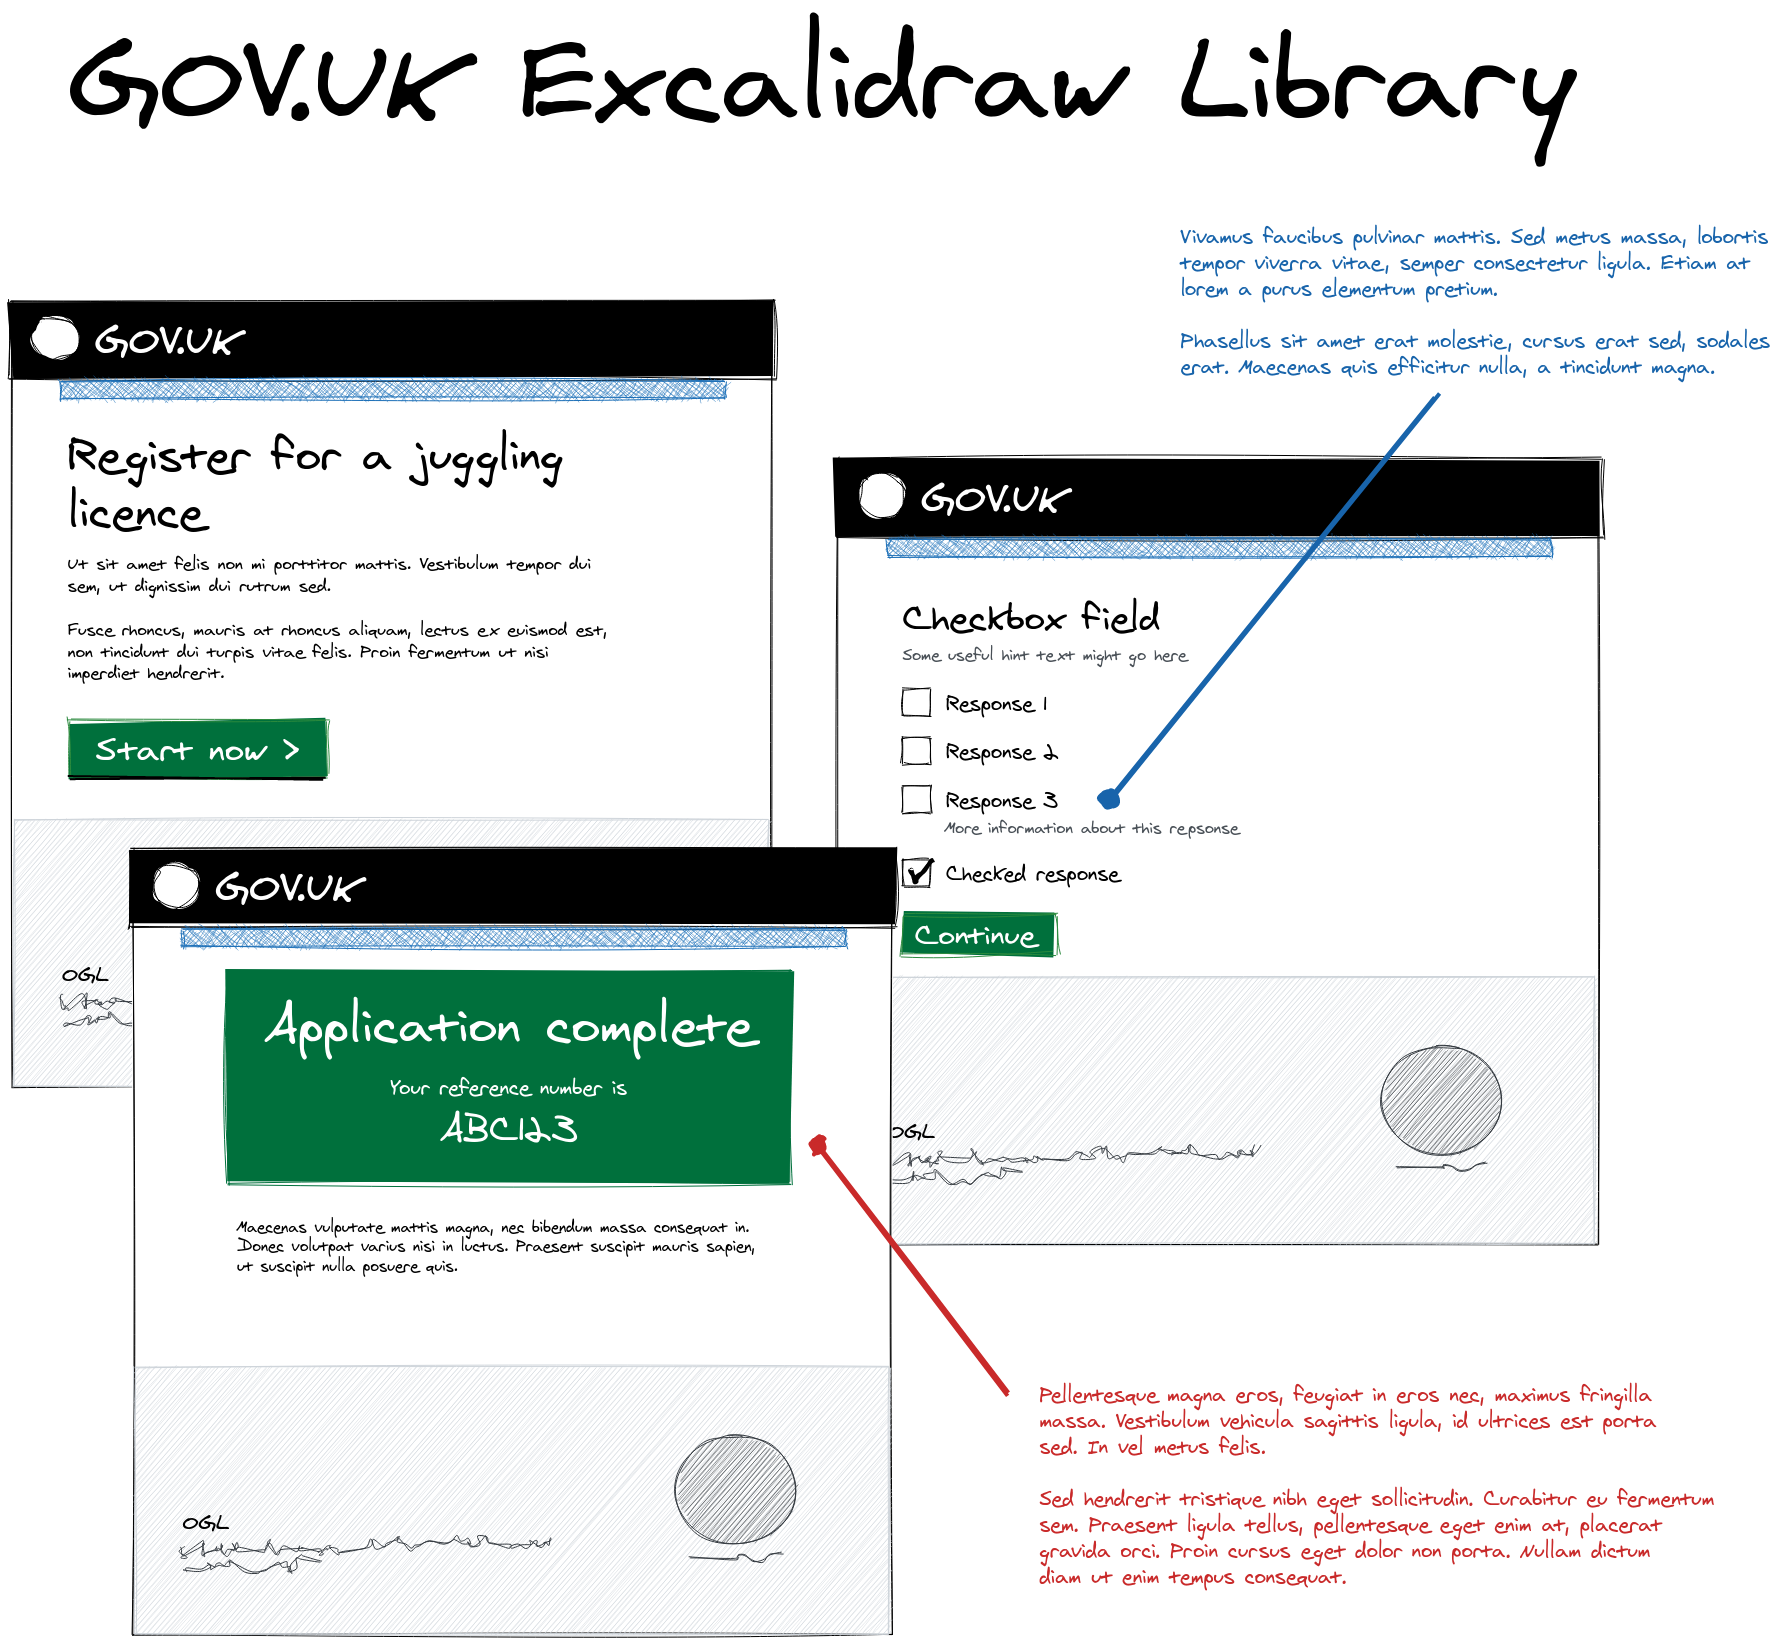 GOV.UK Excalidraw Library
Vivamus faucibus pulvinar mattis. Sed metus massa, lobortis
tempor viverra vitae, semper consectetur ligula. Etiam at
lorem a purus elementum pretium.
Phasellus sit amet erat molestie, cursus erat sed, sodales
erat. Maecenas quis efficitur nulla, a tincidunt magna.
GOV.UK
Register for a juggling
licence
Ut sit amet felis non mi porttitor mattis. Vestibulum tempor dui
sem, ut dignissim dui rutrum sed.
Fusce rhoncus, mauris at rhoncus aliquam, lectus ex euismod est,
non tincidunt dui turpis vitae felis. Proin fermentum ut nisi
imperdiet hendrerit.
Start now >
OGL
GOV.UK
Checkbox field
Some useful hint text might go here
Response 1
Response 2
Response 3
More information about this repsonse
Checked response
Continue
OGL
GOV.UK
Application complete
Your reference number is
ABC123
Maecenas vulputate mattis magna, nec bibendum massa consequat in.
Donec volutpat varius nisi in luctus. Praesent suscipit mauris sapien,
ut suscipit nulla posuere quis.
OGL
Pellentesque magna eros, feugiat in eros nec, maximus fringilla
massa. Vestibulum vehicula sagittis ligula, id ultrices est porta
sed. In vel metus felis.
Sed hendrerit tristique nibh eget sollicitudin. Curabitur eu fermentum
sem. Praesent ligula tellus, pellentesque eget enim at, placerat
gravida orci. Proin cursus eget dolor non porta. Nullam dictum
diam ut enim tempus consequat.